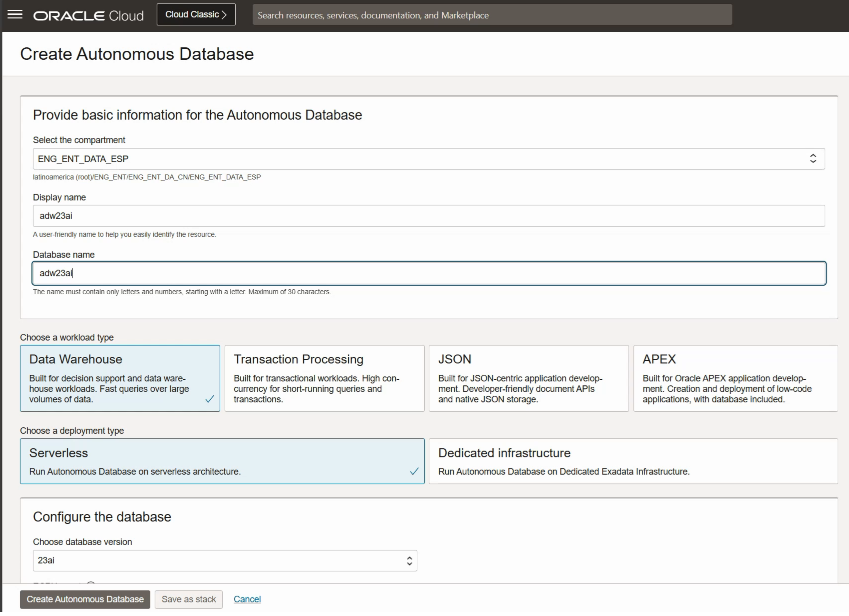 ORACLE Cloud
Cloud Classic >
Search resources, services, documentation, and Marketplace
Create Autonomous Database
Provide basic information for the Autonomous Database
Select the compartment
ENG_ENT_DATA_ESP
latinoamerica (root)/ENG_ENT/ENG_ENT_DA_CN/ENG_ENT_DATA_ESP
Display name
adw23ai
A user-friendly name to help you easily identify the resource.
Database name
adw23ai
The name must contain only letters and numbers, starting with a letter. Maximum of 30 characters.
Choose a workload type
Data Warehouse
Built for decision support and data ware-
house workloads. Fast queries over large
volumes of data.
Transaction Processing
Built for transactional workloads. High con-
currency for short-running queries and
transactions.
JSON
Built for JSON-centric application develop-
ment. Developer-friendly document APIs
and native JSON storage.
APEX
Built for Oracle APEX application develop-
ment. Creation and deployment of low-code
applications, with database included.
Choose a deployment type
Serverless
Run Autonomous Database on serverless architecture.
Dedicated infrastructure
Run Autonomous Database on Dedicated Exadata Infrastructure.
Configure the database
Choose database version
23ai
Create Autonomous Database
Save as stack
Cancel